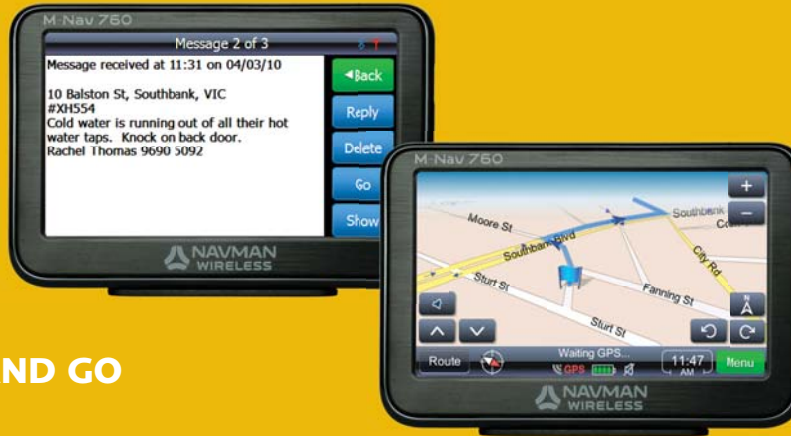 M-Nav 760
Message 2 of 3
Message received at 11:31 on 04/03/10
10 Balston St, Southbank, VIC
#XH554
Cold water is running out of all their hot
water taps. Knock on back door.
Rachel Thomas 9690 5092
Back
Reply
Delete
Go
Show
NAVMAN
WIRELESS
M-Nav 760
+
−
Moore St
Southbank
Southbank Blvd
City Rd
Sturt St
Fanning St
Sturt St
N
Route
Waiting GPS...
GPS
11:47
AM
Menu
NAVMAN
WIRELESS
ND GO